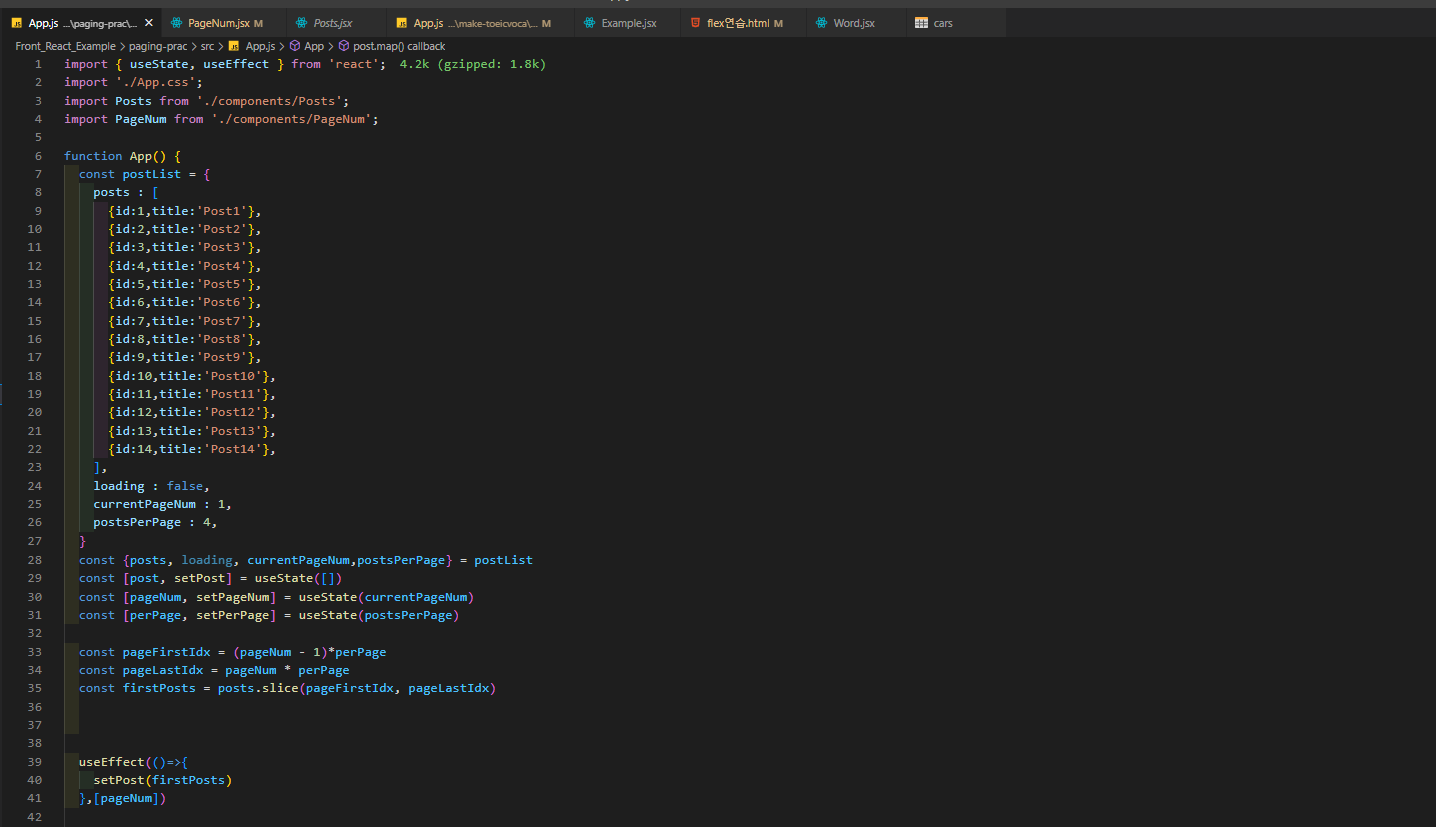 App.js ...\paging-prac\... ✕ PageNum.jsx M Posts.jsx App.js ...\make-toeicvoca\... M Example.jsx flex연습.html M Word.jsx cars
Front_React_Example > paging-prac > src > App.js > App > post.map() callback
1 import { useState, useEffect } from 'react'; 4.2k (gzipped: 1.8k)
2 import './App.css';
3 import Posts from './components/Posts';
4 import PageNum from './components/PageNum';
5
6 function App() {
7 const postList = {
8 posts : [
9 {id:1,title:'Post1'},
10 {id:2,title:'Post2'},
11 {id:3,title:'Post3'},
12 {id:4,title:'Post4'},
13 {id:5,title:'Post5'},
14 {id:6,title:'Post6'},
15 {id:7,title:'Post7'},
16 {id:8,title:'Post8'},
17 {id:9,title:'Post9'},
18 {id:10,title:'Post10'},
19 {id:11,title:'Post11'},
20 {id:12,title:'Post12'},
21 {id:13,title:'Post13'},
22 {id:14,title:'Post14'},
23 ],
24 loading : false,
25 currentPageNum : 1,
26 postsPerPage : 4,
27 }
28 const {posts, loading, currentPageNum,postsPerPage} = postList
29 const [post, setPost] = useState([])
30 const [pageNum, setPageNum] = useState(currentPageNum)
31 const [perPage, setPerPage] = useState(postsPerPage)
32
33 const pageFirstIdx = (pageNum - 1)*perPage
34 const pageLastIdx = pageNum * perPage
35 const firstPosts = posts.slice(pageFirstIdx, pageLastIdx)
36
37
38
39 useEffect(()=>{
40 setPost(firstPosts)
41 },[pageNum])
42